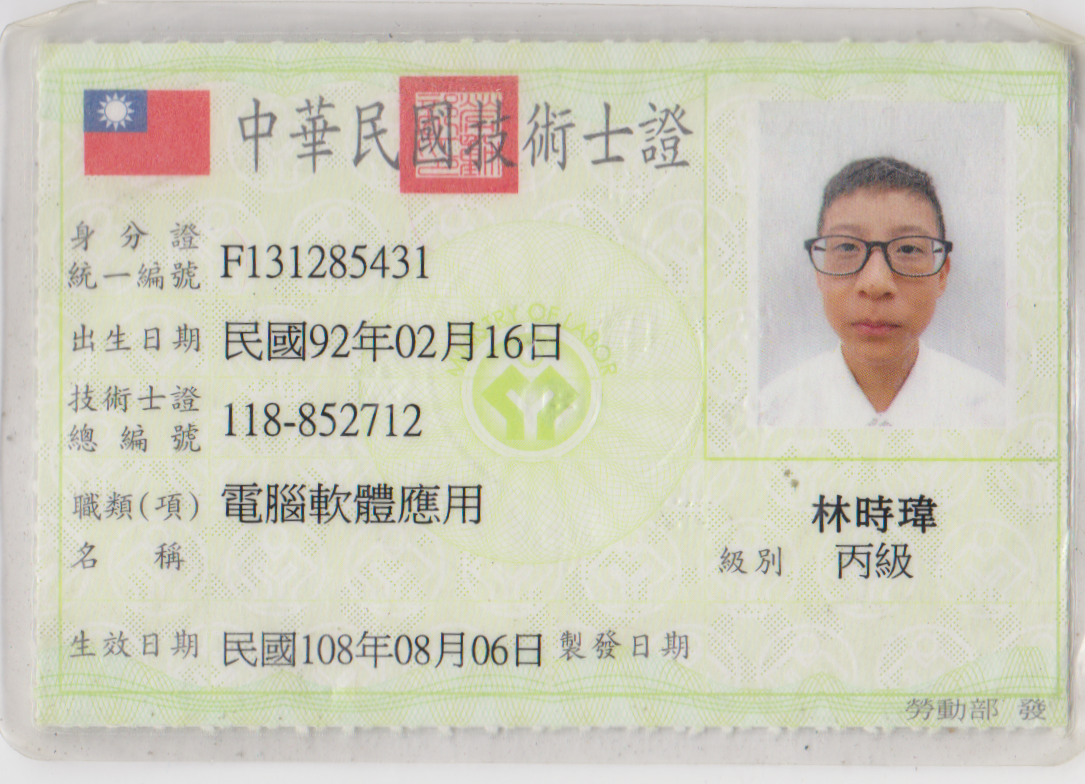 中華民國技術士證
身分證
統一編號 F131285431
出生日期 民國92年02月16日
技術士證
總編號 118-852712
職類(項) 電腦軟體應用
名稱
生效日期 民國108年08月06日 製發日期
林時瑋
級別 丙級
勞動部 發
MINISTRY OF LABOR